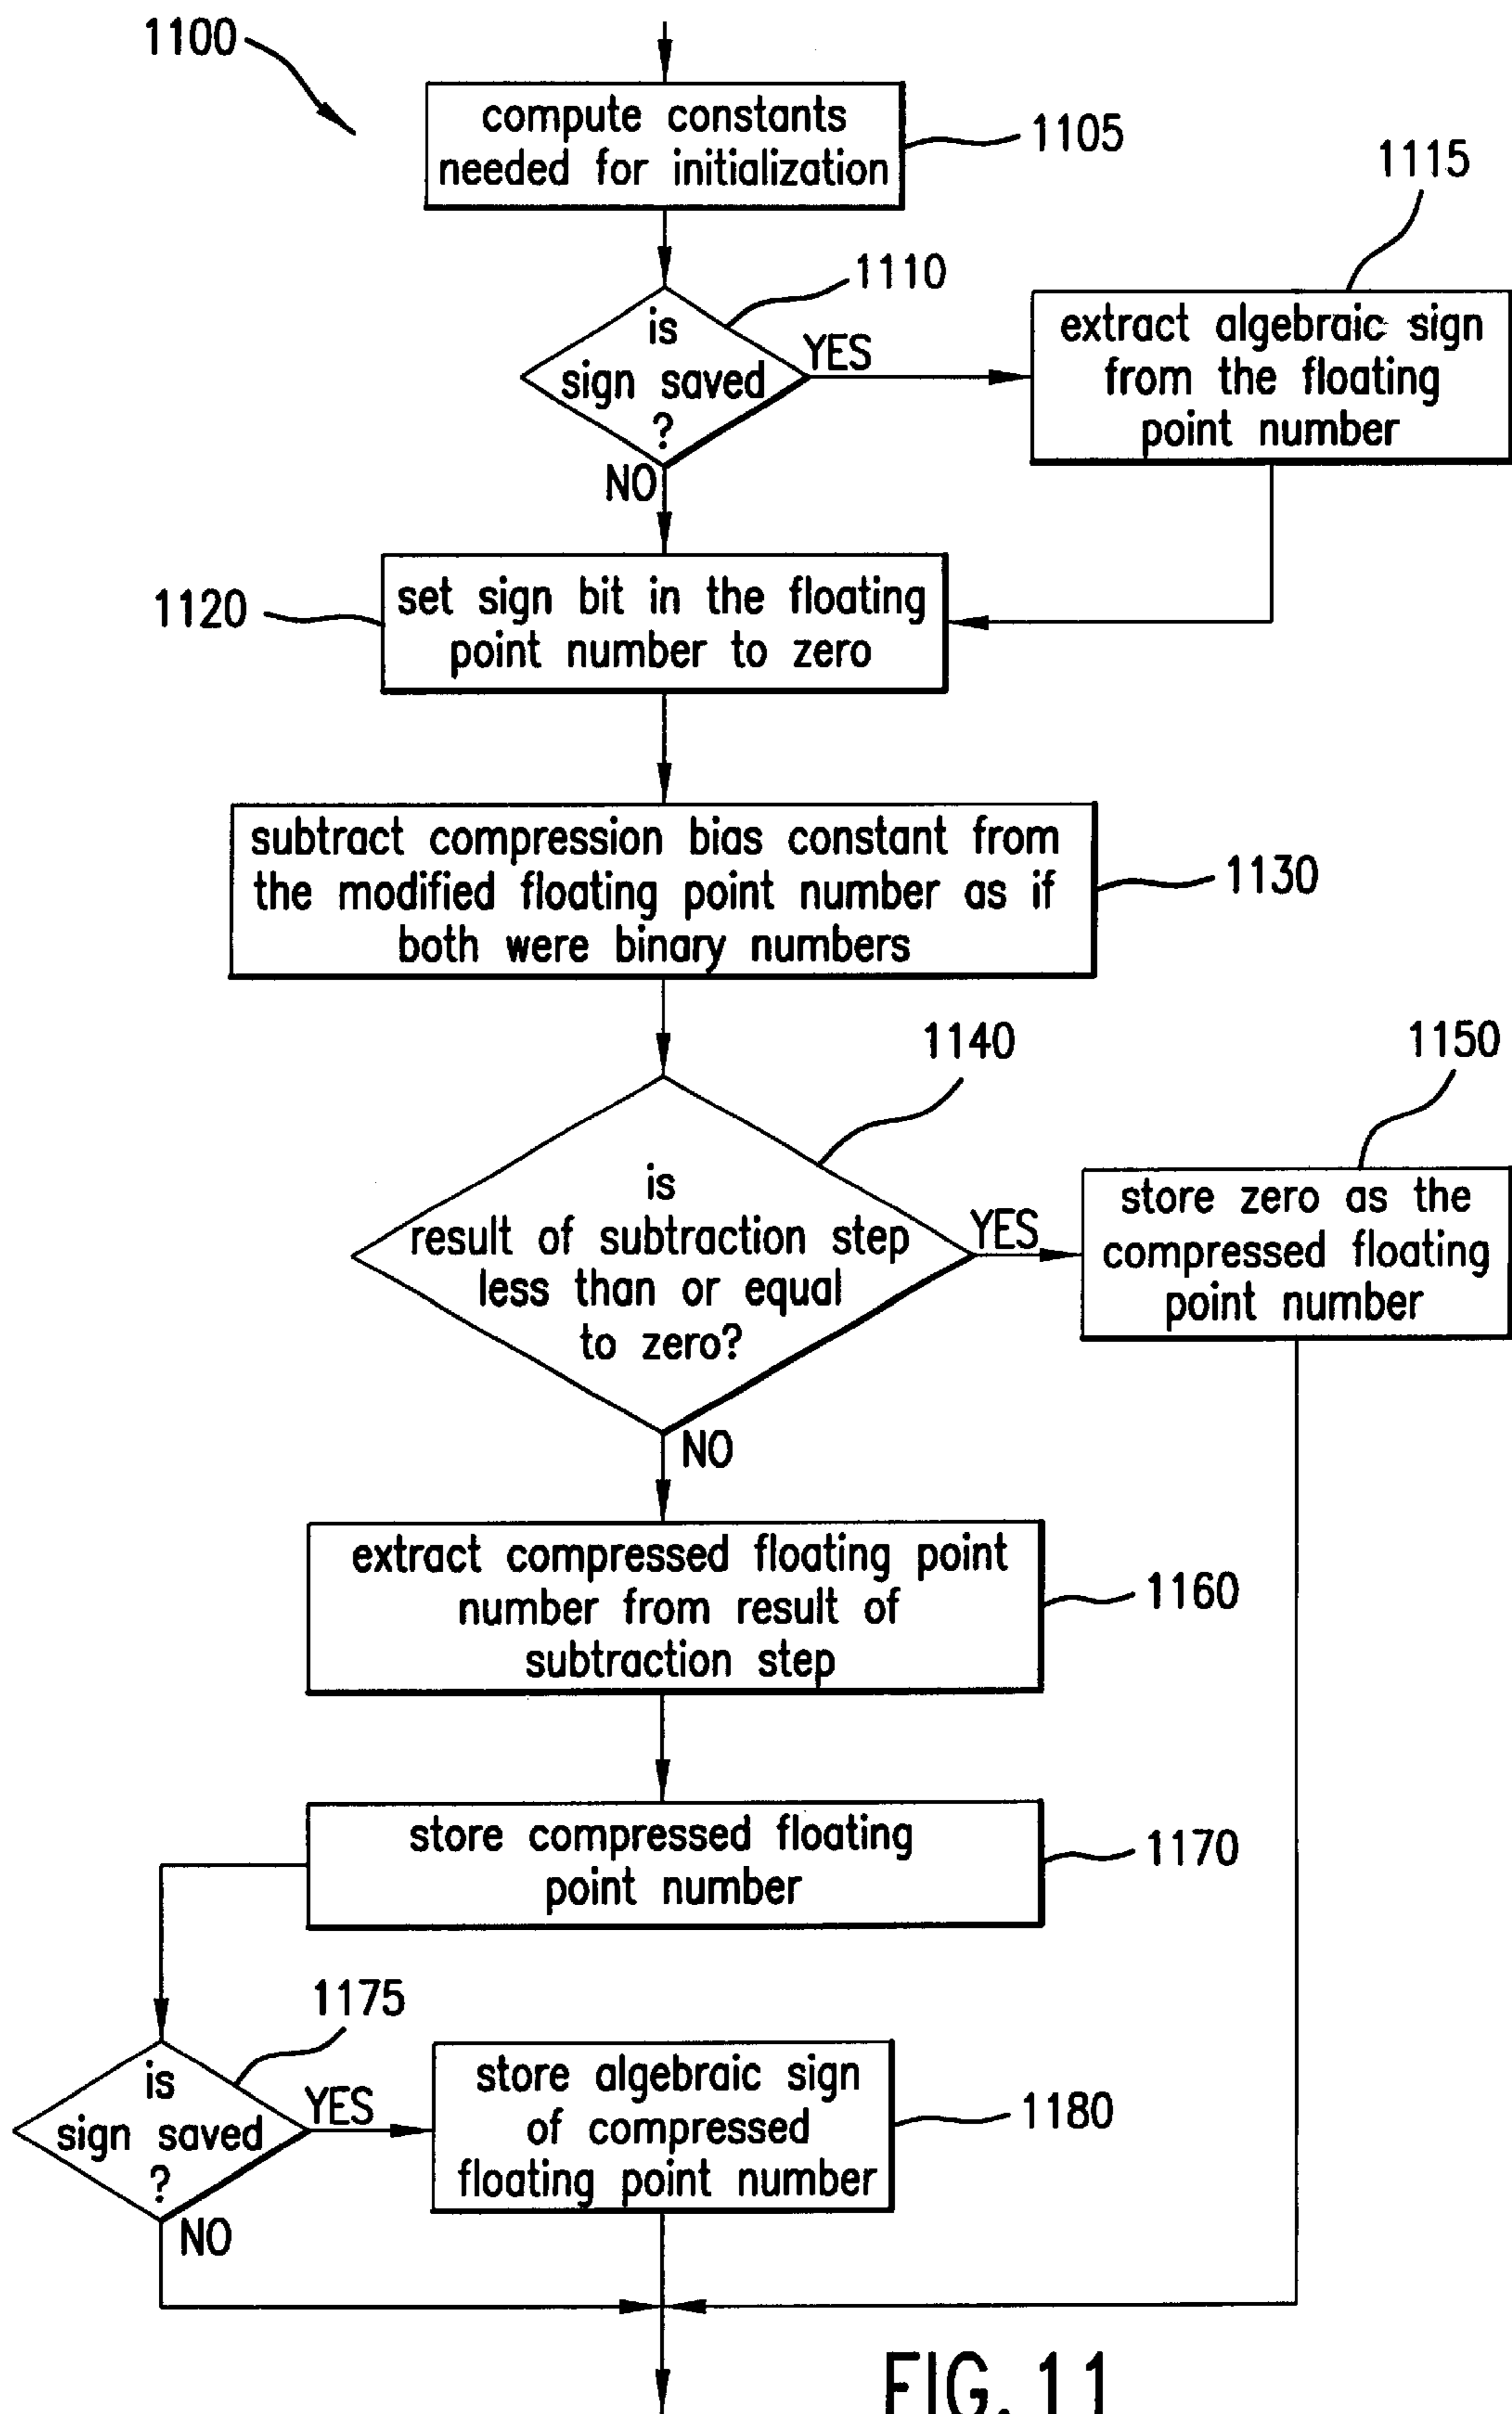 1100
compute constants
needed for initialization
1105
1110
is
sign saved
?
YES
NO
1115
extract algebraic sign
from the floating
point number
1120
set sign bit in the floating
point number to zero
subtract compression bias constant from
the modified floating point number as if
both were binary numbers
1130
1140
is
result of subtraction step
less than or equal
to zero?
YES
NO
1150
store zero as the
compressed floating
point number
extract compressed floating point
number from result of
subtraction step
1160
store compressed floating
point number
1170
1175
is
sign saved
?
YES
NO
store algebraic sign
of compressed
floating point number
1180
FIG. 11